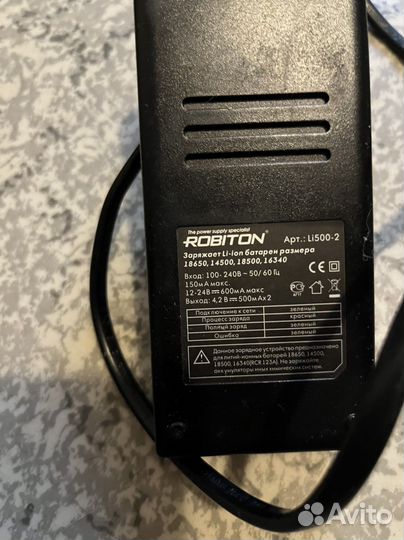 The power supply specialist
ROBITON Арт.: Li500-2
Заряжает Li-ion батареи размера
18650, 14500, 18500, 16340
Вход: 100-240В ~ 50/60 Гц
150мА макс.
12-24В 600мА макс
Выход: 4,2 В 500мАx2
Подключение к сети зеленый
Процесс заряда красный
Полный заряд зеленый
Ошибка зеленый
Данное зарядное устройство предназначено
для литий-ионных батарей 18650, 14500,
18500, 16340(RCR 123A). Не заряжайте
аккумуляторы иных химических систем.
Avito